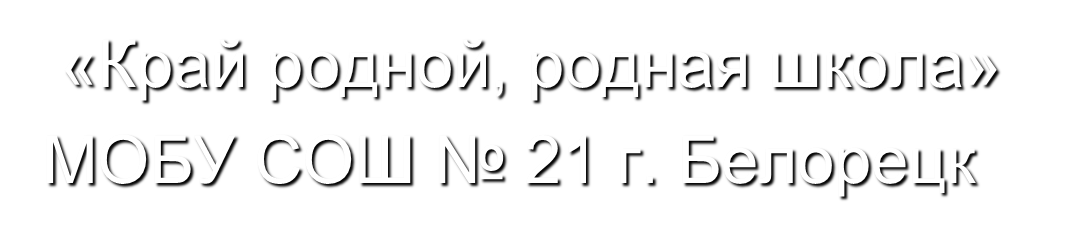 «Край родной, родная школа»
МОБУ СОШ № 21 г. Белорецк